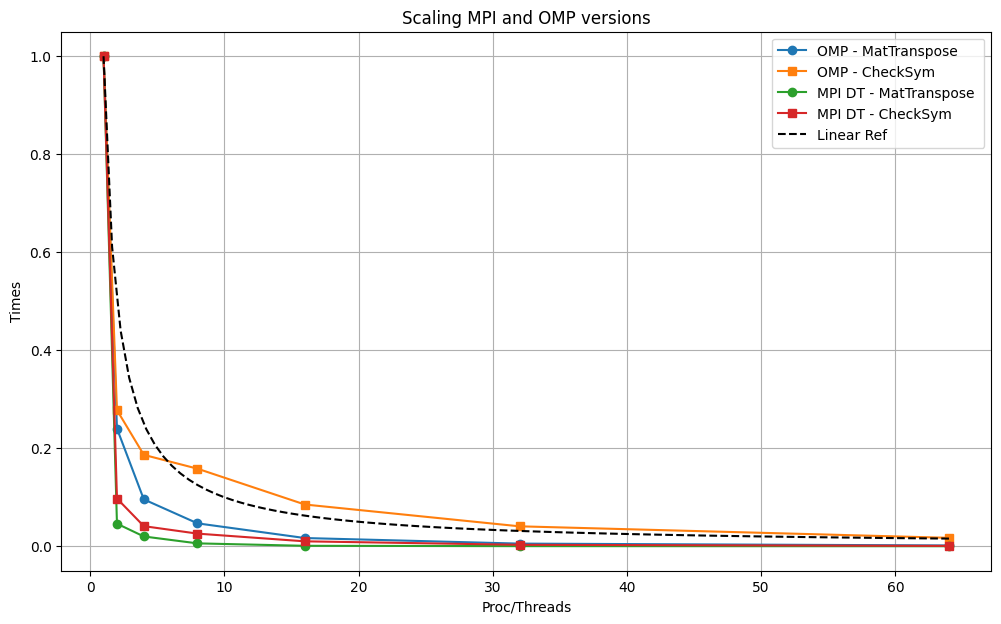 Scaling MPI and OMP versions
OMP - MatTranspose
OMP - CheckSym
MPI DT - MatTranspose
MPI DT - CheckSym
Linear Ref
Times
1.0
0.8
0.6
0.4
0.2
0.0
0
10
20
30
40
50
60
Proc/Threads